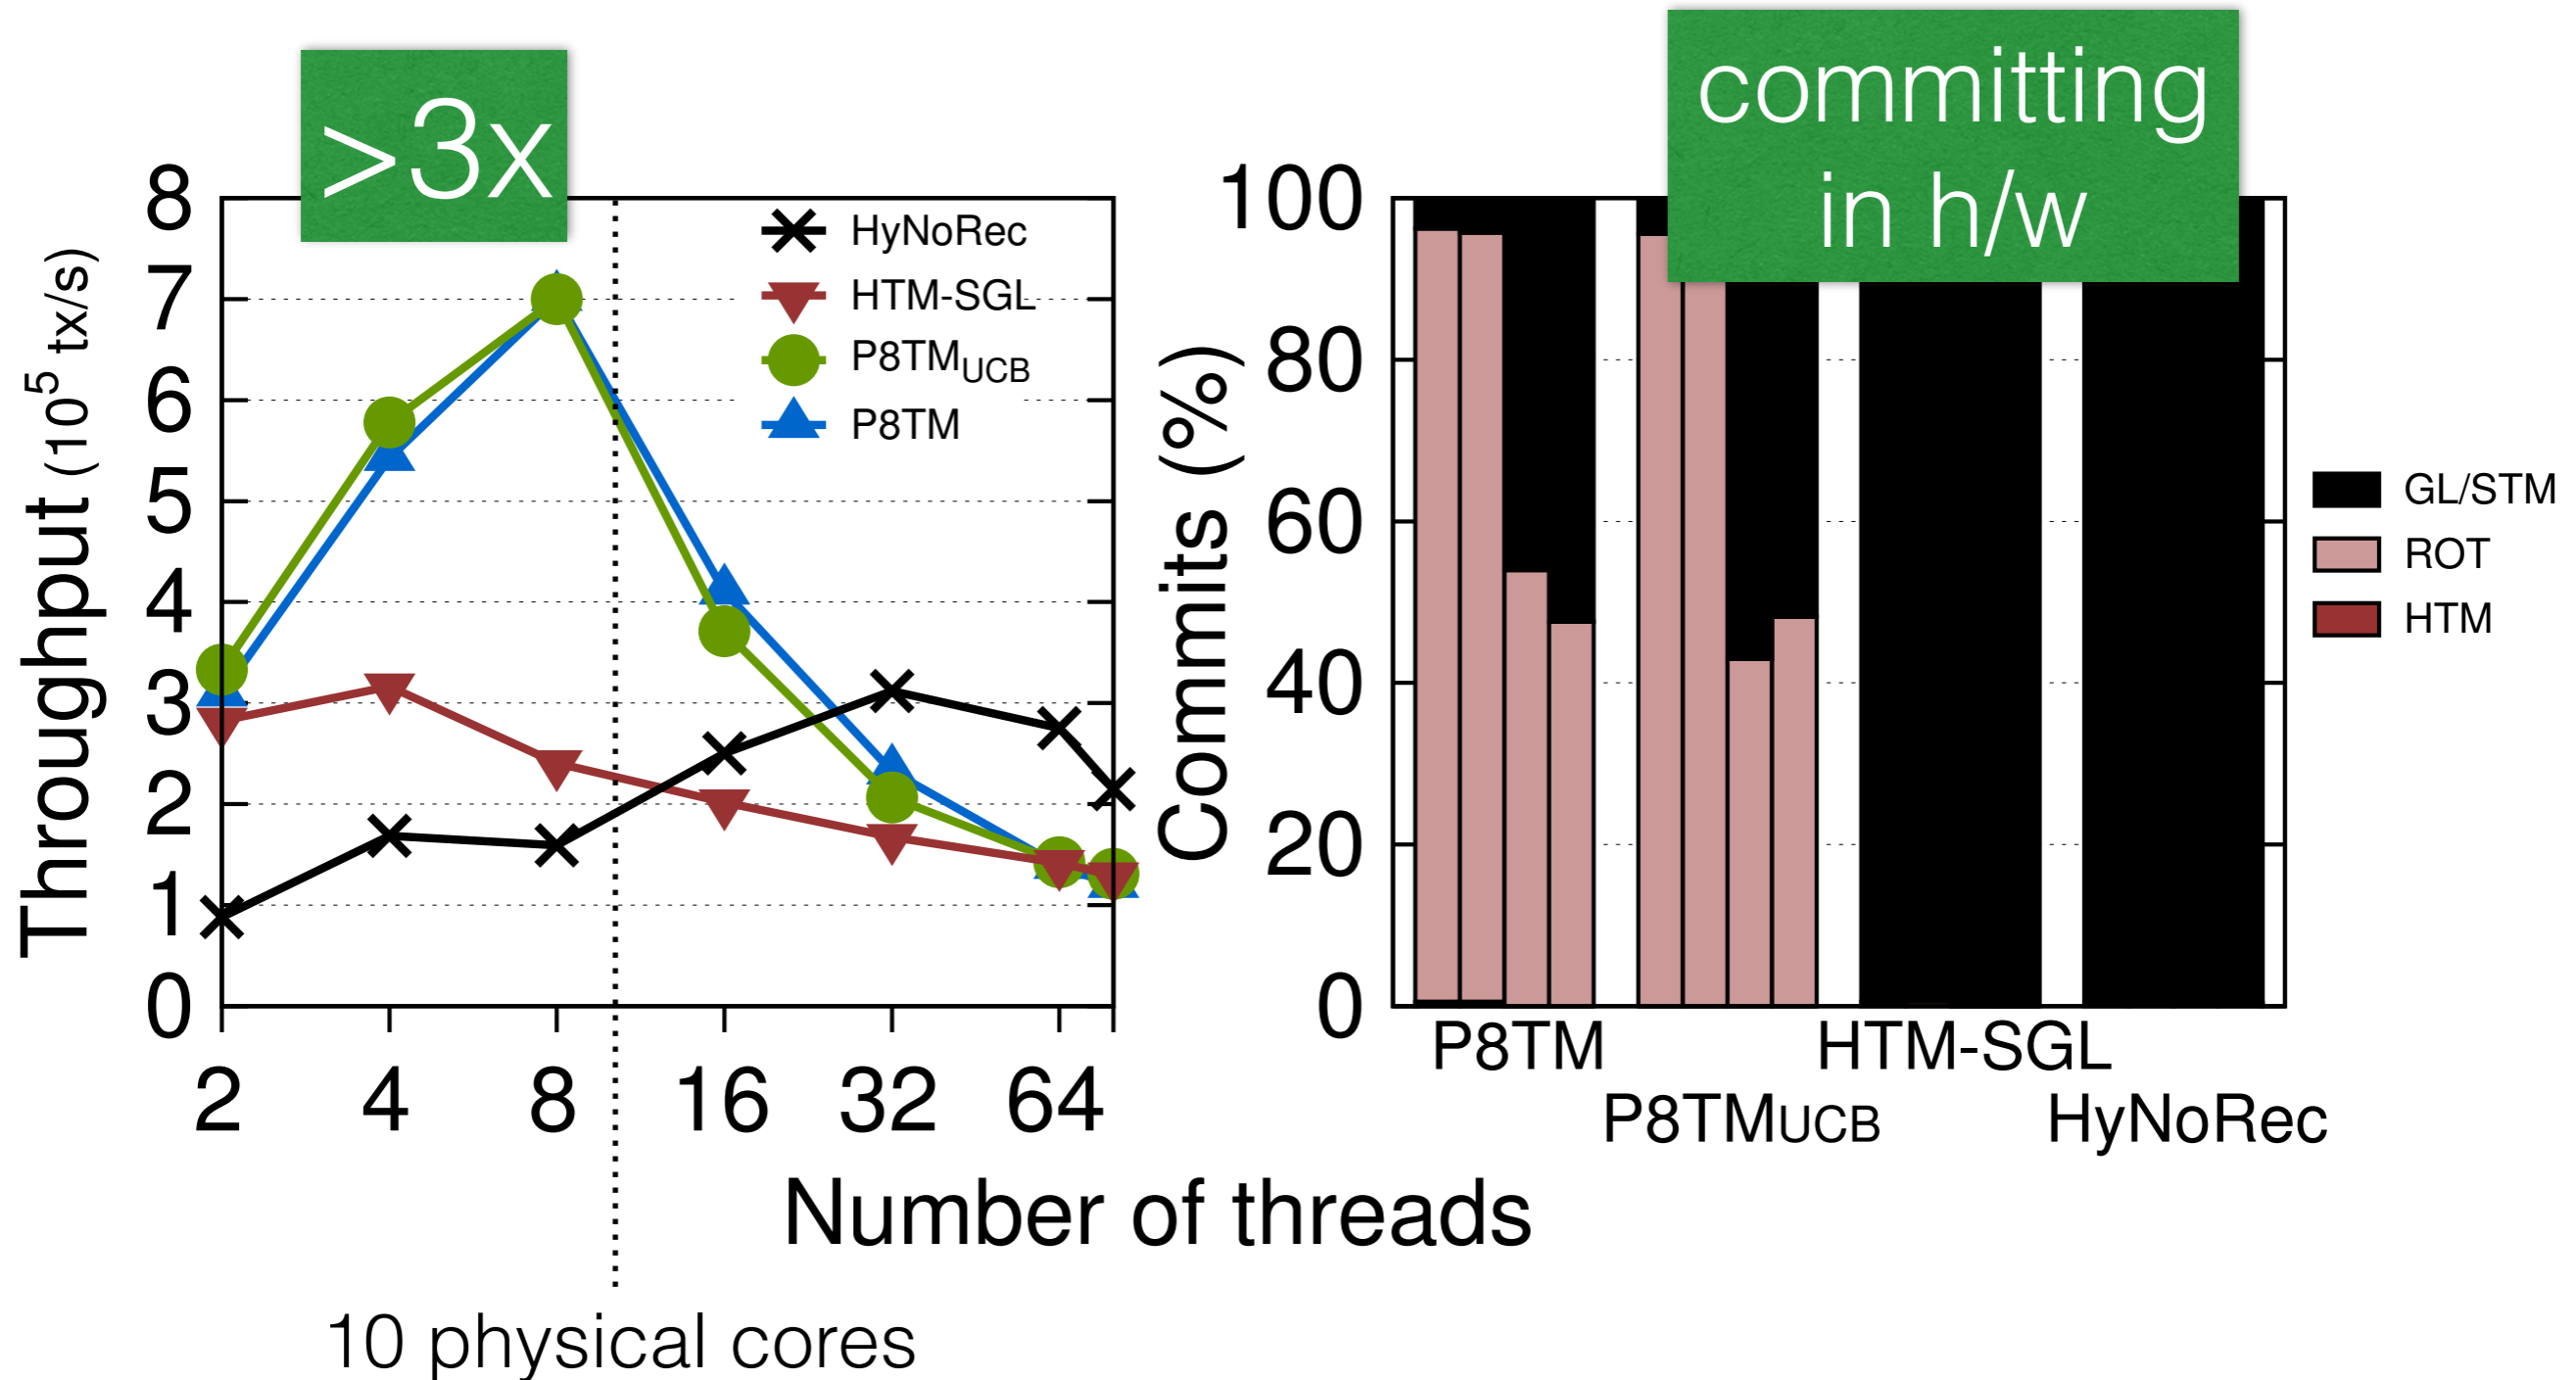 >3x
committing
in h/w
Throughput (10^5 tx/s)
8
7
6
5
4
3
2
1
0
HyNoRec
HTM-SGL
P8TM_UCB
P8TM
2 4 8 16 32 64
Commits (%)
100
80
60
40
20
0
GL/STM
ROT
HTM
P8TM HTM-SGL
P8TMUCB HyNoRec
Number of threads
10 physical cores